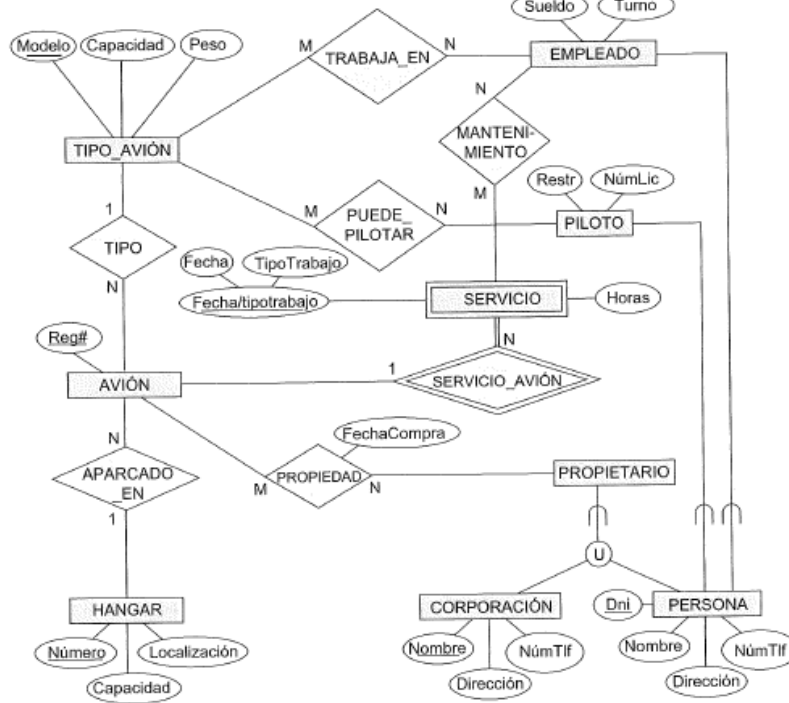 Sueldo
Turno
Modelo
Capacidad
Peso
M
TRABAJA_EN
N
EMPLEADO
N
TIPO_AVIÓN
MANTENI-
MIENTO
Restr
NúmLic
1
M
PUEDE_
PILOTAR
N
M
PILOTO
TIPO
Fecha
TipoTrabajo
N
Fecha/tipotrabajo
SERVICIO
Horas
Reg#
N
AVIÓN
1
SERVICIO_AVIÓN
FechaCompra
N
APARCADO
_EN
M
PROPIEDAD
N
PROPIETARIO
1
U
HANGAR
CORPORACIÓN
Dni
PERSONA
Número
Localización
Nombre
NúmTlf
Nombre
NúmTlf
Capacidad
Dirección
Dirección